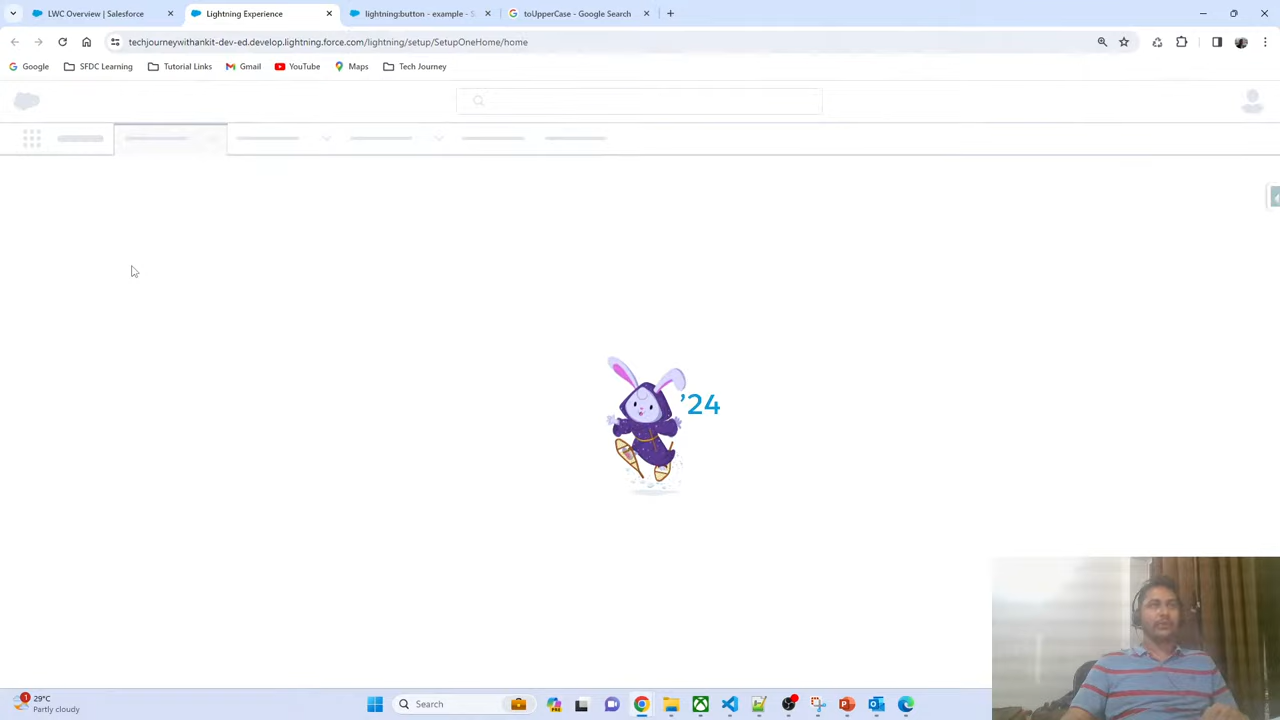 LWC Overview | Salesforce
Lightning Experience
lightning:button - example - S
toUpperCase - Google Search
techjourneywithankit-dev-ed.develop.lightning.force.com/lightning/setup/SetupOneHome/home
Google
SFDC Learning
Tutorial Links
Gmail
YouTube
Maps
Tech Journey
'24
1
29°C
Partly cloudy
Search